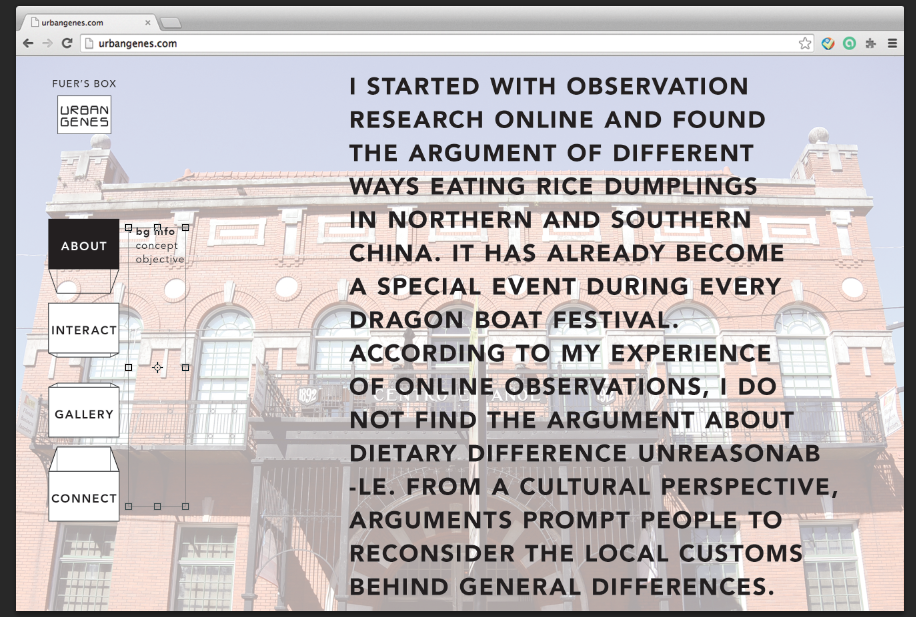 urbangenes.com
urbangenes.com
FUER'S BOX
URBAN
GENES
ABOUT
bg info
concept
objective
INTERACT
GALLERY
CONNECT
I STARTED WITH OBSERVATION
RESEARCH ONLINE AND FOUND
THE ARGUMENT OF DIFFERENT
WAYS EATING RICE DUMPLINGS
IN NORTHERN AND SOUTHERN
CHINA. IT HAS ALREADY BECOME
A SPECIAL EVENT DURING EVERY
DRAGON BOAT FESTIVAL.
ACCORDING TO MY EXPERIENCE
OF ONLINE OBSERVATIONS, I DO
NOT FIND THE ARGUMENT ABOUT
DIETARY DIFFERENCE UNREASONAB
-LE. FROM A CULTURAL PERSPECTIVE,
ARGUMENTS PROMPT PEOPLE TO
RECONSIDER THE LOCAL CUSTOMS
BEHIND GENERAL DIFFERENCES.
1892
CENTRO